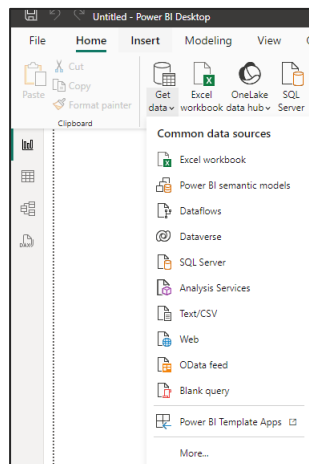 Untitled - Power BI Desktop
File Home Insert Modeling View
Paste
Cut
Copy
Format painter
Clipboard
Get data
Excel workbook
OneLake data hub
SQL Server
Common data sources
Excel workbook
Power BI semantic models
Dataflows
Dataverse
SQL Server
Analysis Services
Text/CSV
Web
OData feed
Blank query
Power BI Template Apps
More...